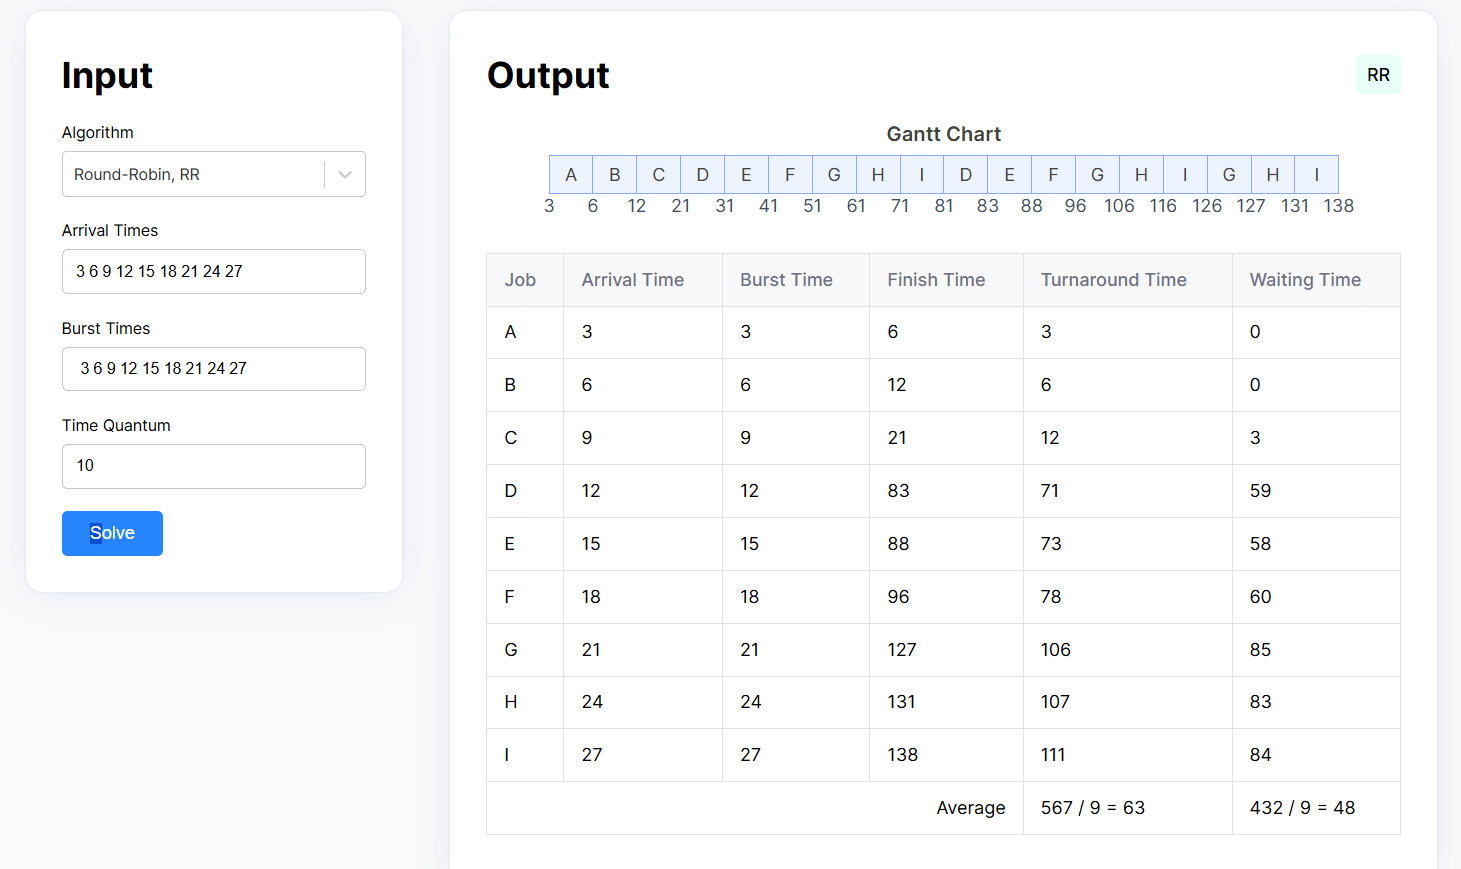 Input
Algorithm
Round-Robin, RR
Arrival Times
3 6 9 12 15 18 21 24 27
Burst Times
3 6 9 12 15 18 21 24 27
Time Quantum
10
Solve
Output
RR
Gantt Chart
A B C D E F G H I D E F G H I G H I
3 6 12 21 31 41 51 61 71 81 83 88 96 106 116 126 127 131 138
Job Arrival Time Burst Time Finish Time Turnaround Time Waiting Time
A 3 3 6 3 0
B 6 6 12 6 0
C 9 9 21 12 3
D 12 12 83 71 59
E 15 15 88 73 58
F 18 18 96 78 60
G 21 21 127 106 85
H 24 24 131 107 83
I 27 27 138 111 84
Average 567 / 9 = 63 432 / 9 = 48